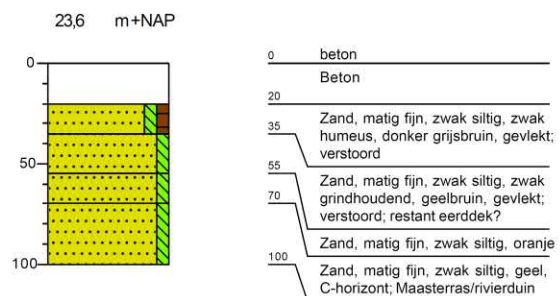 23,6 m+NAP
0
50
100
0 beton
Beton
20
Zand, matig fijn, zwak siltig, zwak
35 humeus, donker grijsbruin, gevlekt;
verstoord
55
Zand, matig fijn, zwak siltig, zwak
70 grindhoudend, geelbruin, gevlekt;
verstoord; restant eerddek?
Zand, matig fijn, zwak siltig, oranje
100 Zand, matig fijn, zwak siltig, geel,
C-horizont; Maasterras/rivierduin